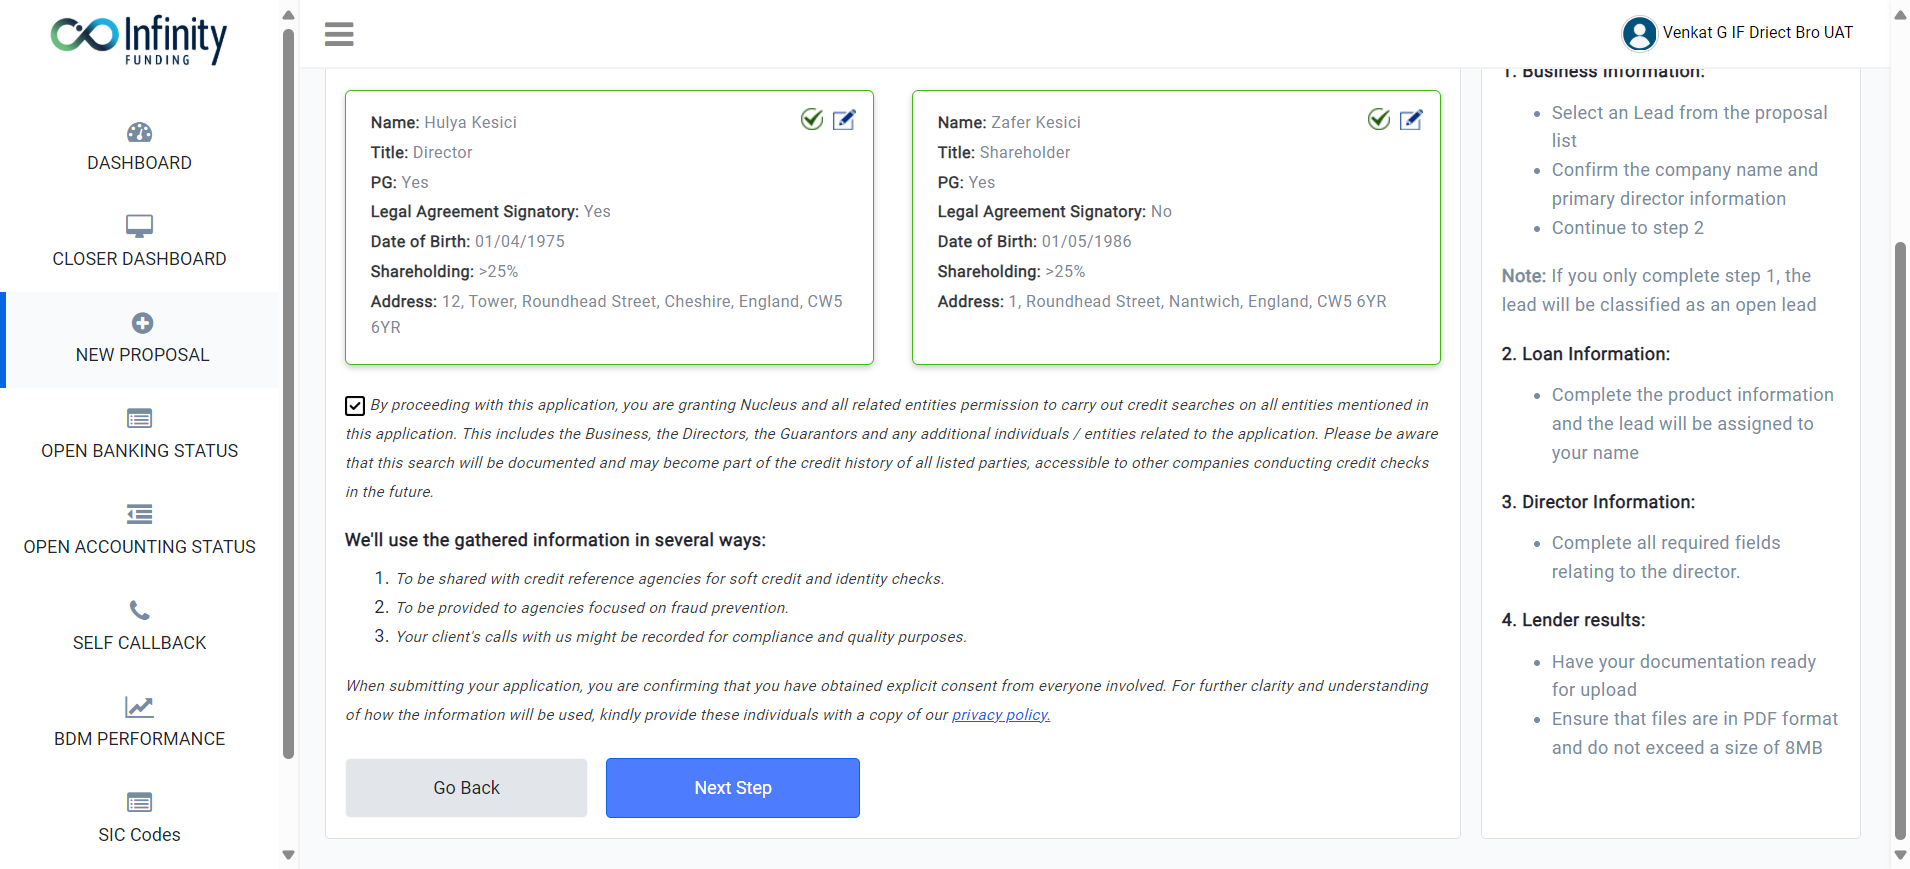 Infinity
FUNDING
DASHBOARD
CLOSER DASHBOARD
NEW PROPOSAL
OPEN BANKING STATUS
OPEN ACCOUNTING STATUS
SELF CALLBACK
BDM PERFORMANCE
SIC Codes
Venkat G IF Driect Bro UAT
Name: Hulya Kesici
Title: Director
PG: Yes
Legal Agreement Signatory: Yes
Date of Birth: 01/04/1975
Shareholding: >25%
Address: 12, Tower, Roundhead Street, Cheshire, England, CW5
6YR
Name: Zafer Kesici
Title: Shareholder
PG: Yes
Legal Agreement Signatory: No
Date of Birth: 01/05/1986
Shareholding: >25%
Address: 1, Roundhead Street, Nantwich, England, CW5 6YR
By proceeding with this application, you are granting Nucleus and all related entities permission to carry out credit searches on all entities mentioned in
this application. This includes the Business, the Directors, the Guarantors and any additional individuals / entities related to the application. Please be aware
that this search will be documented and may become part of the credit history of all listed parties, accessible to other companies conducting credit checks
in the future.
We'll use the gathered information in several ways:
1. To be shared with credit reference agencies for soft credit and identity checks.
2. To be provided to agencies focused on fraud prevention.
3. Your client's calls with us might be recorded for compliance and quality purposes.
When submitting your application, you are confirming that you have obtained explicit consent from everyone involved. For further clarity and understanding
of how the information will be used, kindly provide these individuals with a copy of our privacy policy.
Go Back
Next Step
1. Business Information:
• Select an Lead from the proposal
list
• Confirm the company name and
primary director information
• Continue to step 2
Note: If you only complete step 1, the
lead will be classified as an open lead
2. Loan Information:
• Complete the product information
and the lead will be assigned to
your name
3. Director Information:
• Complete all required fields
relating to the director.
4. Lender results:
• Have your documentation ready
for upload
• Ensure that files are in PDF format
and do not exceed a size of 8MB